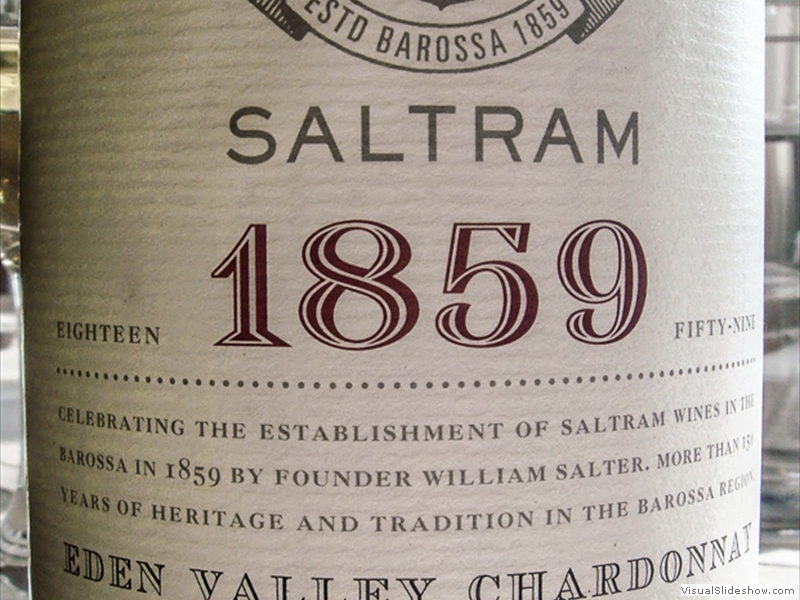 ESTD BAROSSA 1859
SALTRAM
1859
EIGHTEEN FIFTY-NINE
CELEBRATING THE ESTABLISHMENT OF SALTRAM WINES IN THE
BAROSSA IN 1859 BY FOUNDER WILLIAM SALTER. MORE THAN 150
YEARS OF HERITAGE AND TRADITION IN THE BAROSSA REGION.
EDEN VALLEY CHARDONNAY
VisualSlideshow.com